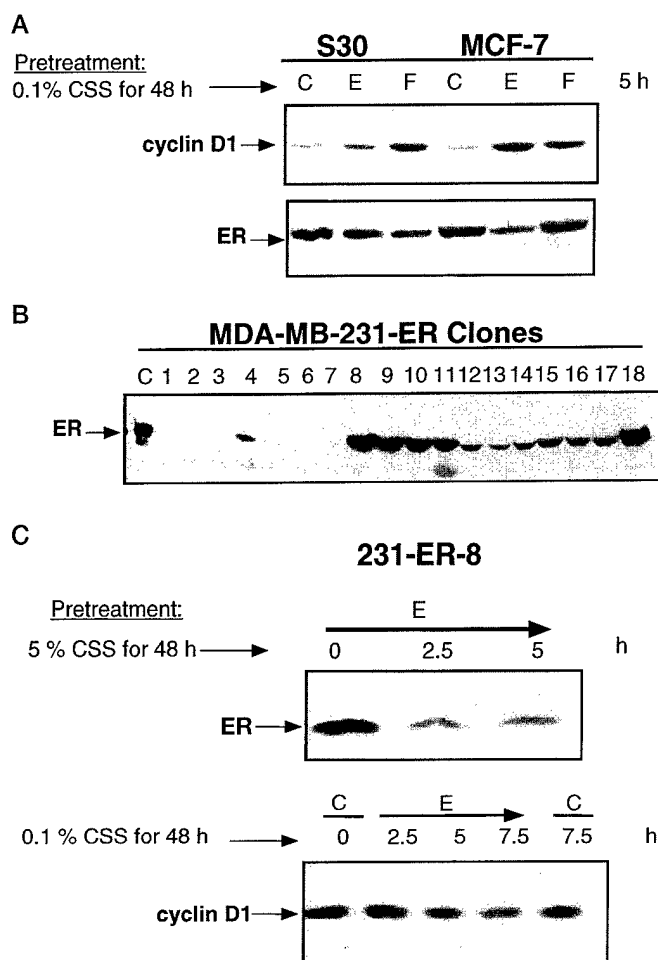 A
S30 MCF-7
Pretreatment:
0.1% CSS for 48 h C E F C E F 5 h
cyclin D1
ER
B
MDA-MB-231-ER Clones
C 1 2 3 4 5 6 7 8 9 10 11 12 13 14 15 16 17 18
ER
C
231-ER-8
Pretreatment: E
5 % CSS for 48 h 0 2.5 5 h
ER
C E C
0.1 % CSS for 48 h 0 2.5 5 7.5 7.5 h
cyclin D1